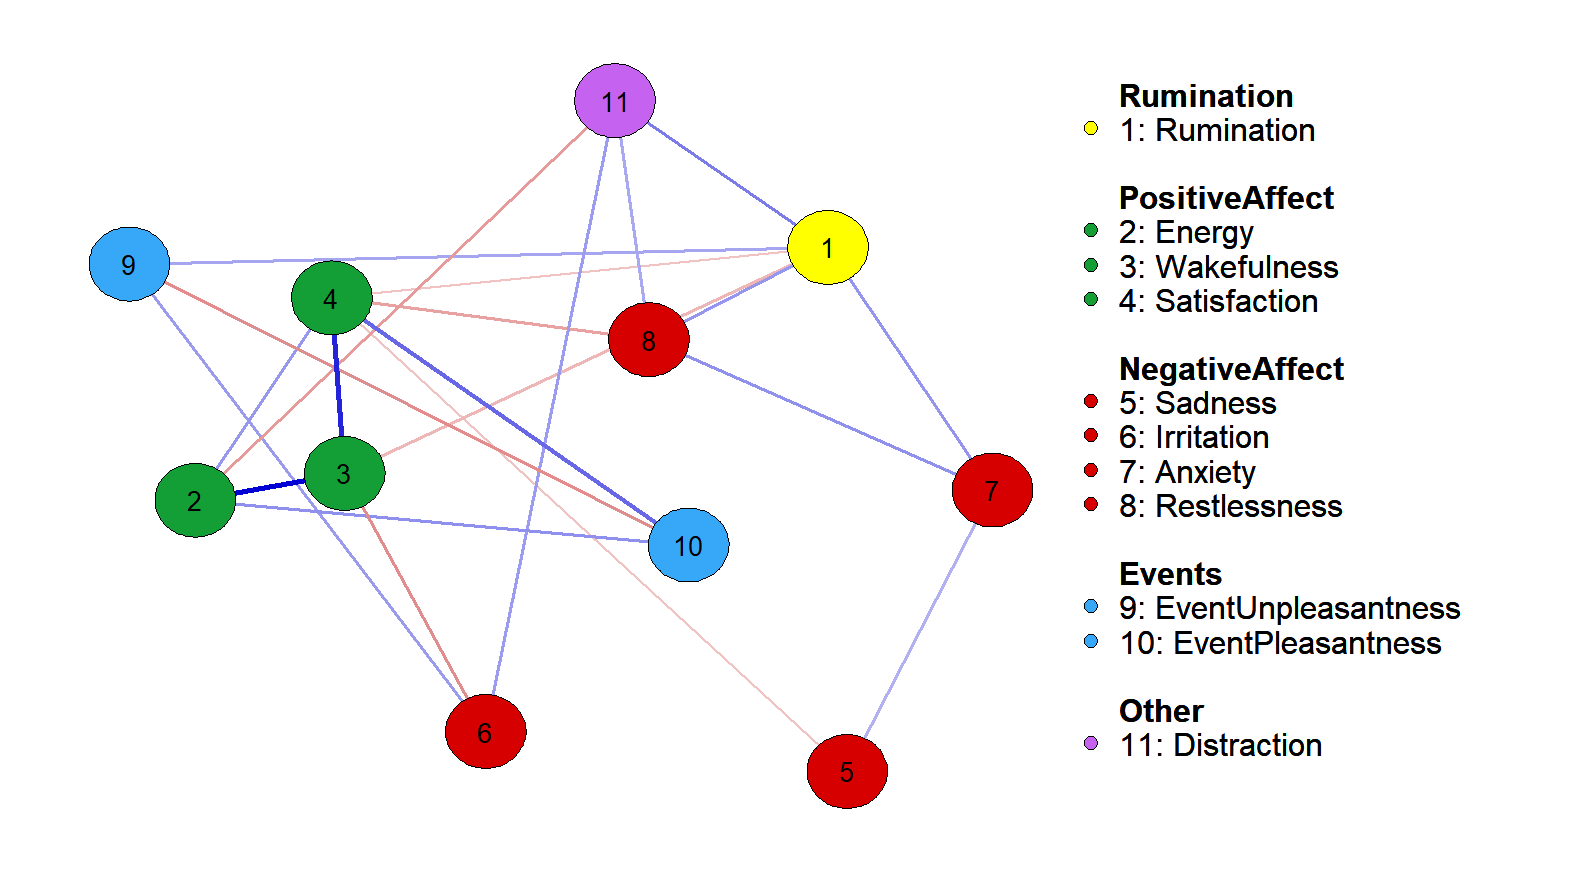 11
1
9
4
8
3
2
7
10
6
5
Rumination
1: Rumination
PositiveAffect
2: Energy
3: Wakefulness
4: Satisfaction
NegativeAffect
5: Sadness
6: Irritation
7: Anxiety
8: Restlessness
Events
9: EventUnpleasantness
10: EventPleasantness
Other
11: Distraction